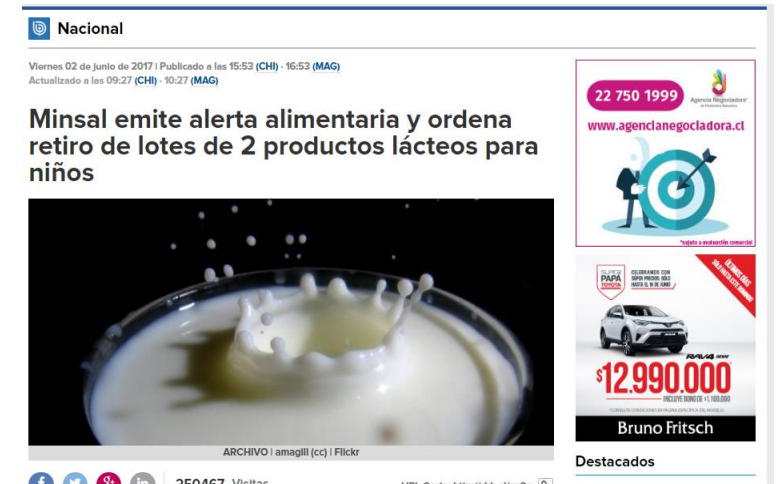 Nacional
Viernes 02 de junio de 2017 | Publicado a las 15:53 (CHI) · 16:53 (MAG)
Actualizado a las 09:27 (CHI) · 10:27 (MAG)
Minsal emite alerta alimentaria y ordena
retiro de lotes de 2 productos lácteos para
niños
ARCHIVO | amagill (cc) | Flickr
250467 Visitas
22 750 1999
Agencia Negociadora
www.agencianegociadora.cl
*sujeto a evaluación comercial
SUPER
PAPÁ
TOYOTA
CELEBRAMOS CON
SÚPER PRECIOS. SÓLO
HASTA EL 18 DE JUNIO
ÚLTIMOS DÍAS
RAV4
$12.990.000
INCLUYE BONO DE $1.100.000
Bruno Fritsch
Destacados